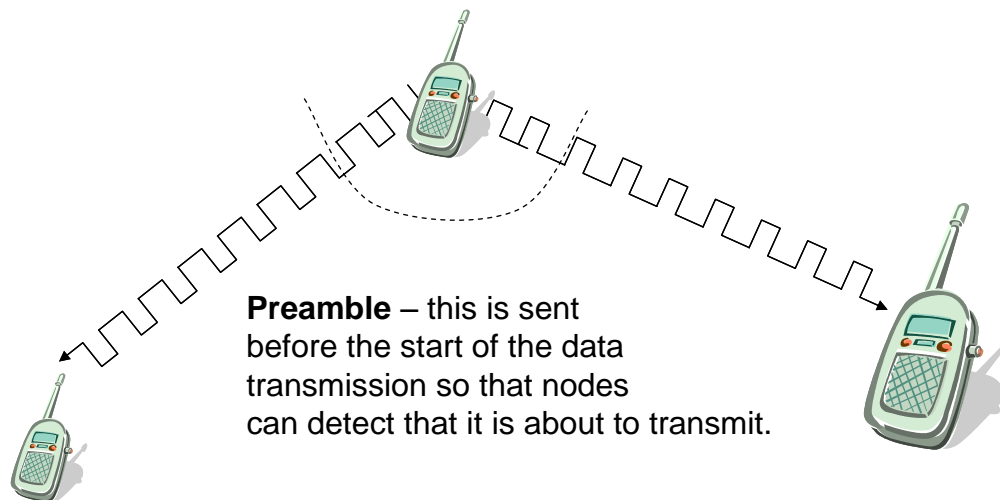 Preamble – this is sent
before the start of the data
transmission so that nodes
can detect that it is about to transmit.